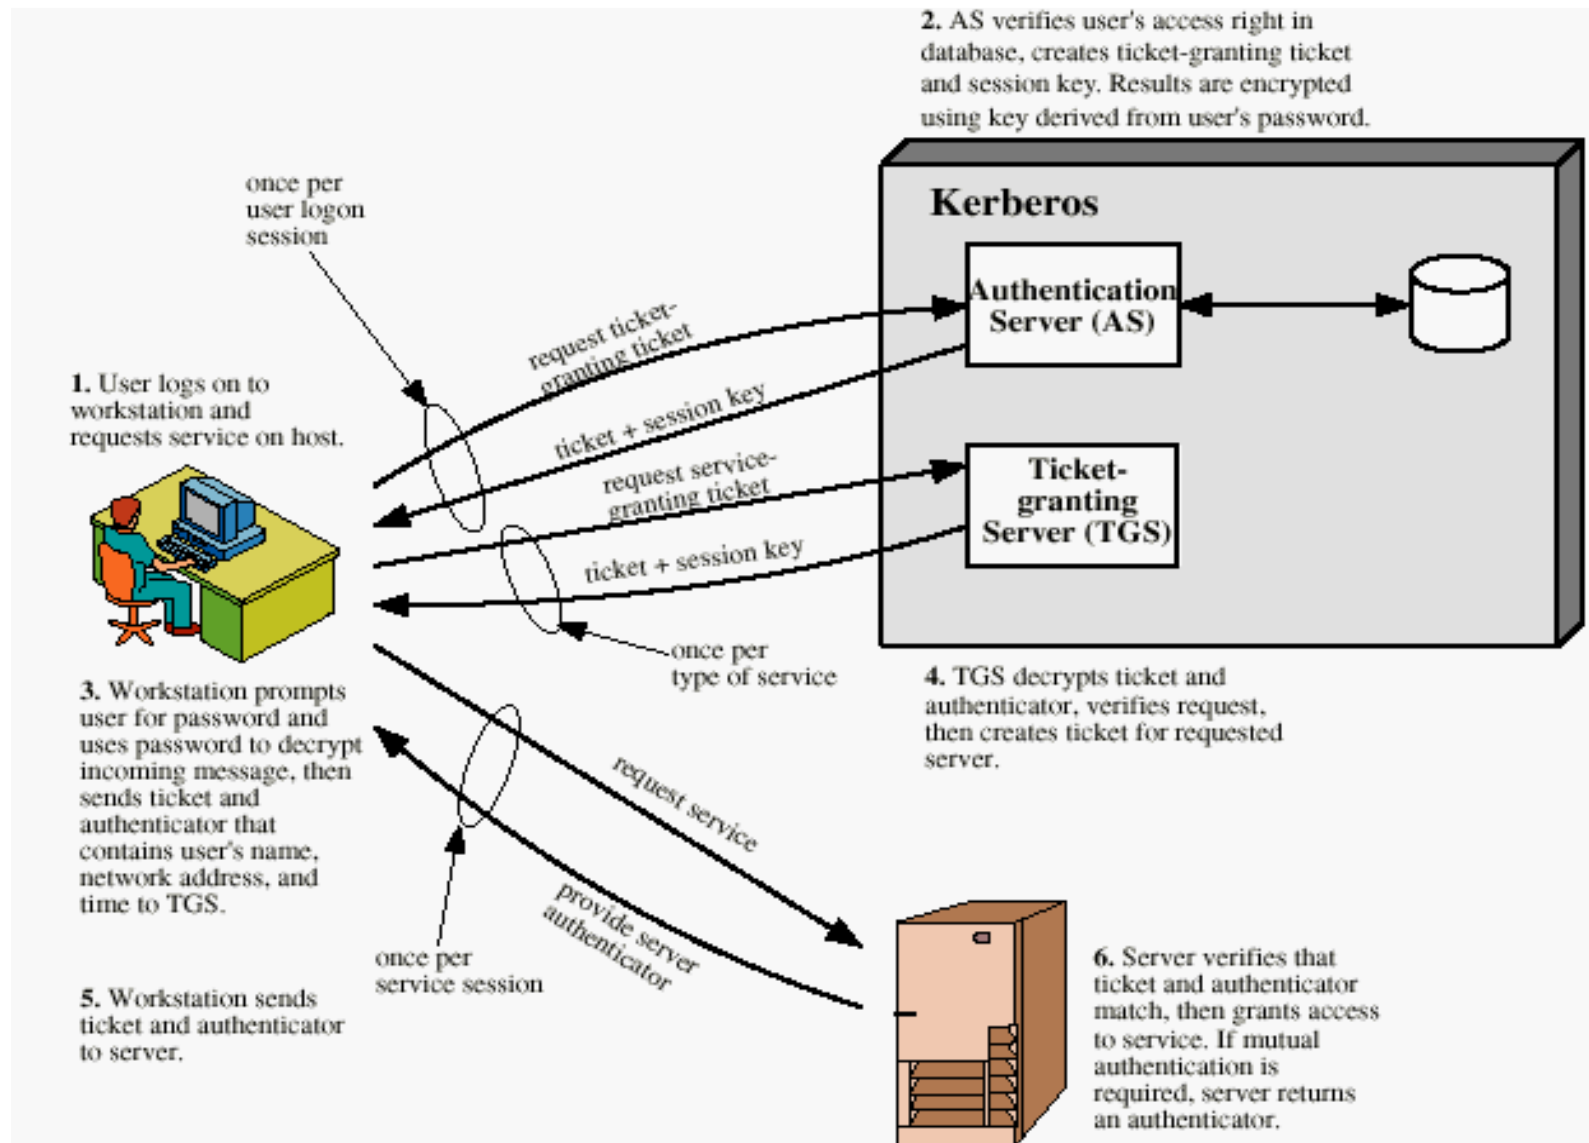 2. AS verifies user's access right in
database, creates ticket-granting ticket
and session key. Results are encrypted
using key derived from user's password.
once per
user logon
session
Kerberos
Authentication
Server (AS)
request ticket-
granting ticket
1. User logs on to
workstation and
requests service on host.
ticket + session key
request service-
granting ticket
Ticket-
granting
Server (TGS)
ticket + session key
once per
type of service
3. Workstation prompts
user for password and
uses password to decrypt
incoming message, then
sends ticket and
authenticator that
contains user's name,
network address, and
time to TGS.
4. TGS decrypts ticket and
authenticator, verifies request,
then creates ticket for requested
server.
request service
provide server
authenticator
once per
service session
5. Workstation sends
ticket and authenticator
to server.
6. Server verifies that
ticket and authenticator
match, then grants access
to service. If mutual
authentication is
required, server returns
an authenticator.